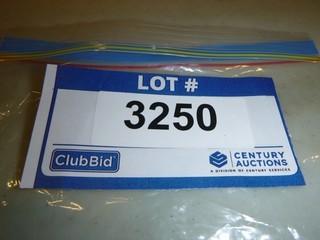 LOT #
3250
ClubBid
CENTURY
AUCTIONS
A DIVISION OF CENTURY SERVICES